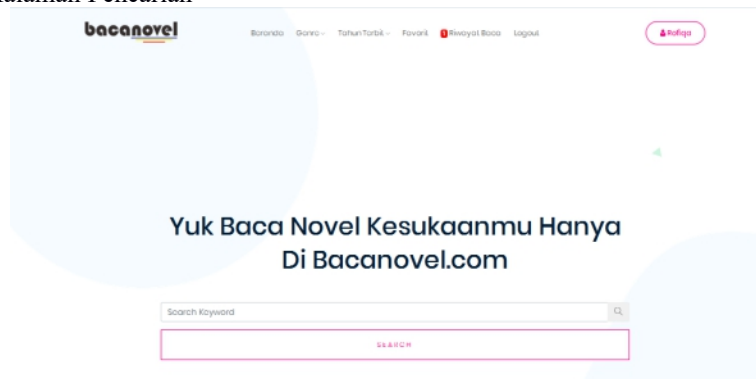 Halaman Pencarian
bacanovel
Beranda Genre Tahun Terbit Favorit 1 Riwayat Baca Logout Rafiqa
Yuk Baca Novel Kesukaanmu Hanya
Di Bacanovel.com
Search Keyword
SEARCH